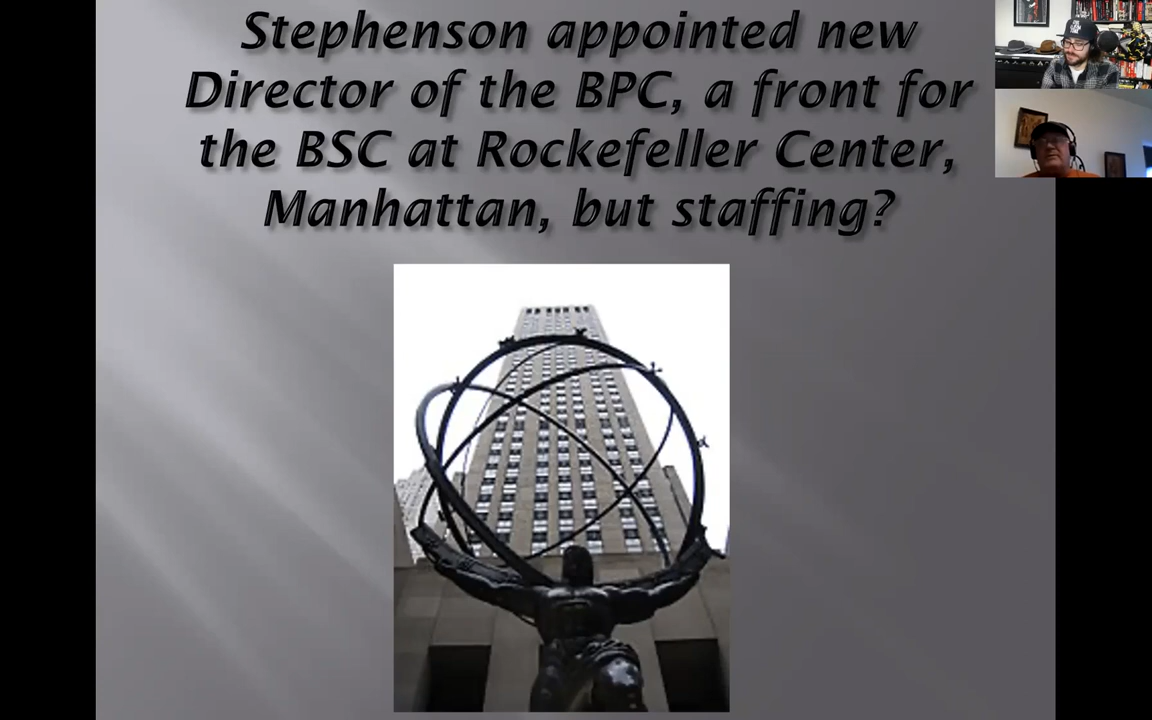 Stephenson appointed new
Director of the BPC, a front for
the BSC at Rockefeller Center,
Manhattan, but staffing?